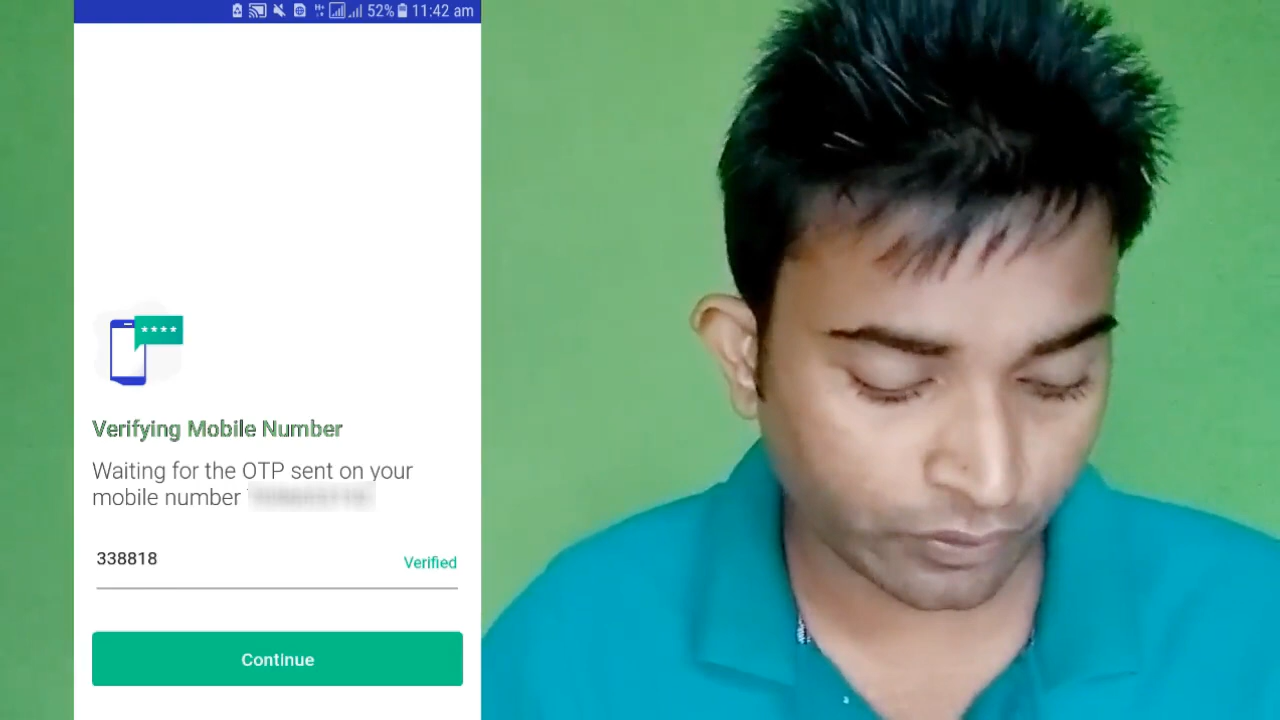 52% 11:42 am
****
Verifying Mobile Number
Waiting for the OTP sent on your
mobile number
338818
Verified
Continue